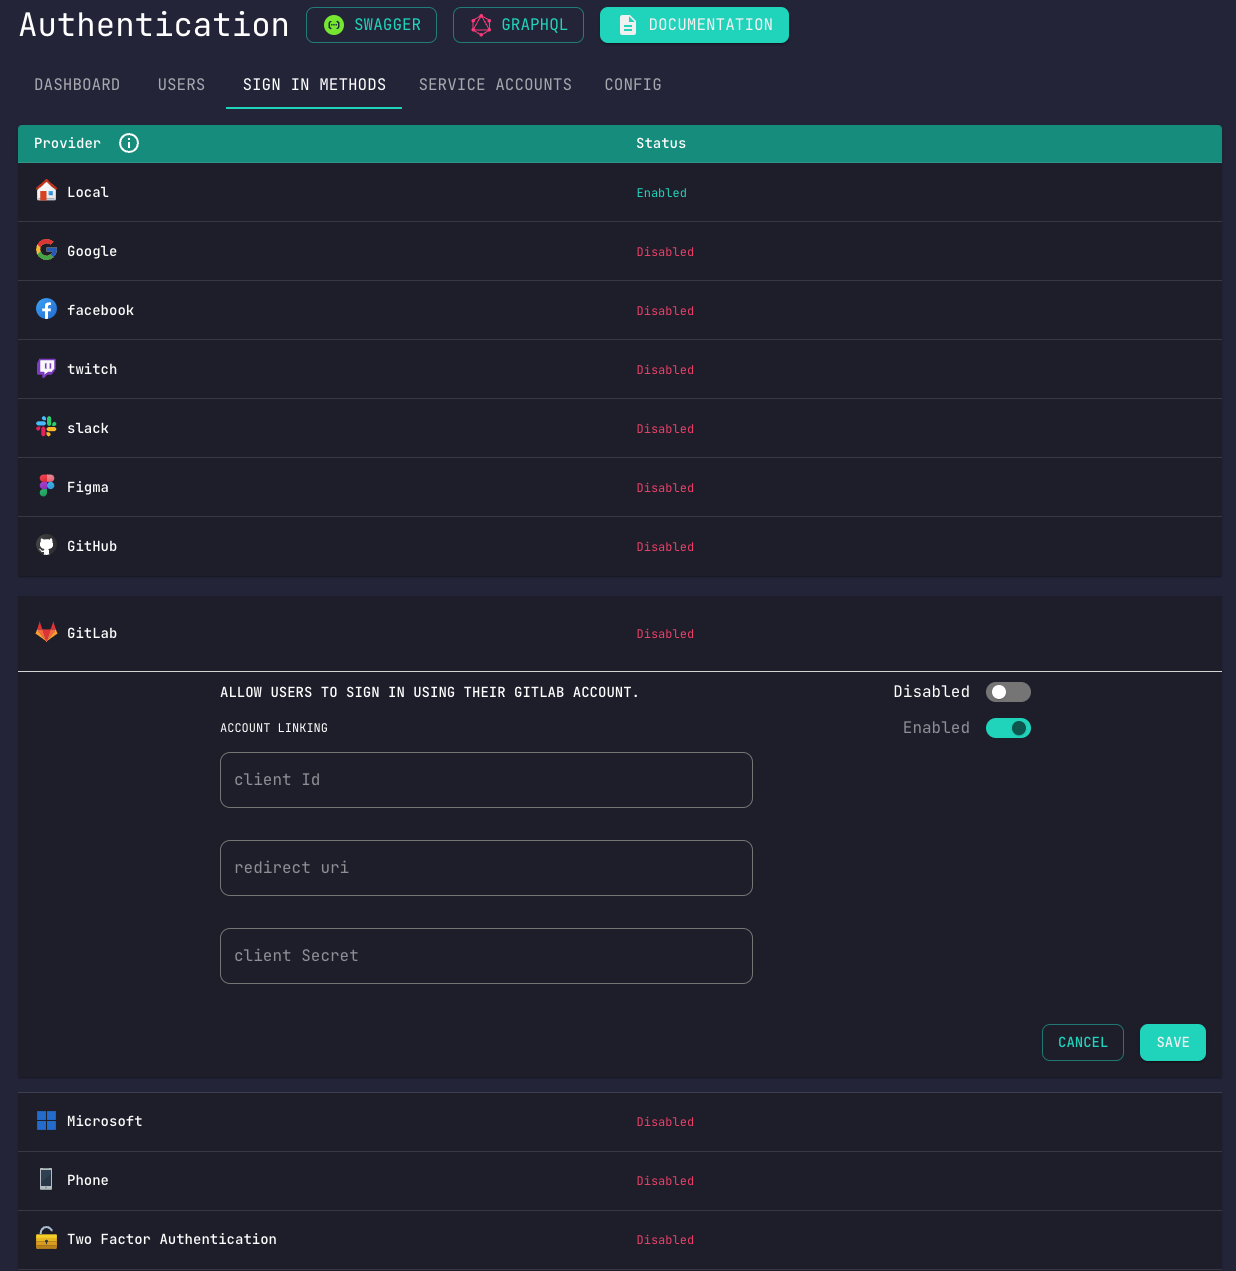 Authentication SWAGGER GRAPHQL DOCUMENTATION
DASHBOARD USERS SIGN IN METHODS SERVICE ACCOUNTS CONFIG
Provider Status
Local Enabled
Google Disabled
facebook Disabled
twitch Disabled
slack Disabled
Figma Disabled
GitHub Disabled
GitLab Disabled
ALLOW USERS TO SIGN IN USING THEIR GITLAB ACCOUNT. Disabled
ACCOUNT LINKING Enabled
client Id
redirect uri
client Secret
CANCEL SAVE
Microsoft Disabled
Phone Disabled
Two Factor Authentication Disabled